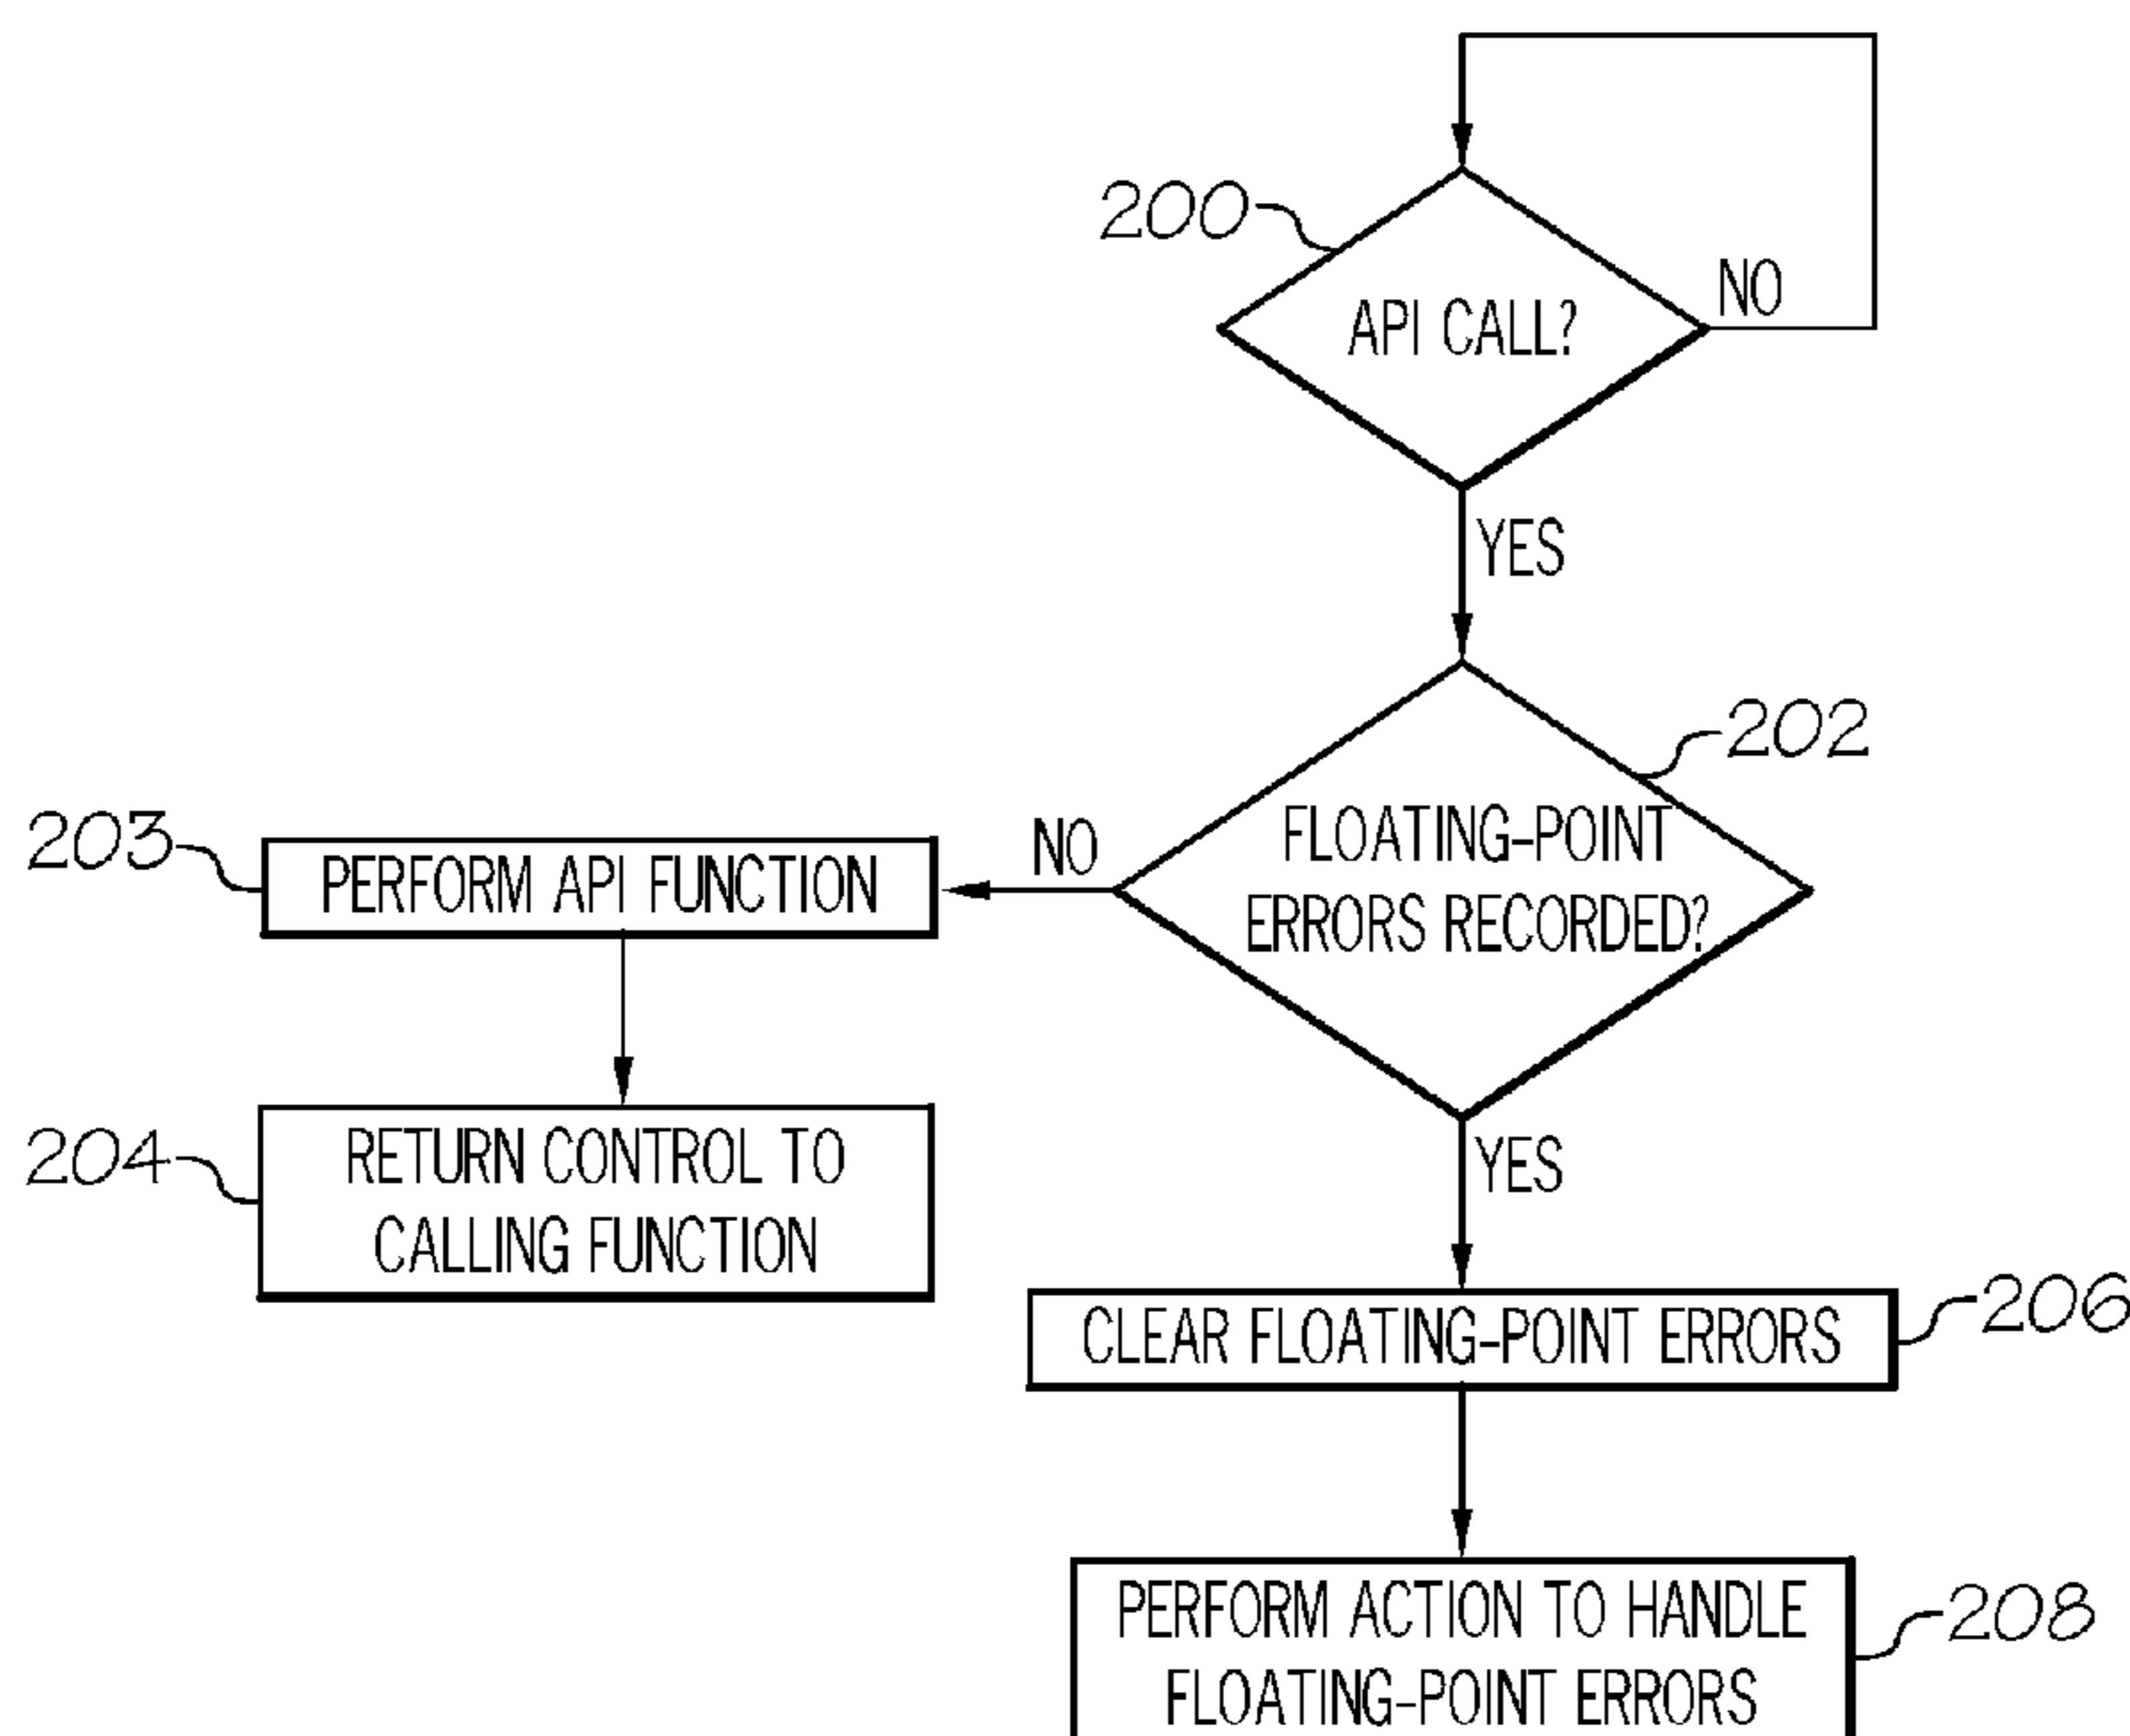 200
API CALL?
NO
YES
202
FLOATING-POINT
ERRORS RECORDED?
NO
203
PERFORM API FUNCTION
204
RETURN CONTROL TO
CALLING FUNCTION
YES
CLEAR FLOATING-POINT ERRORS
206
PERFORM ACTION TO HANDLE
FLOATING-POINT ERRORS
208